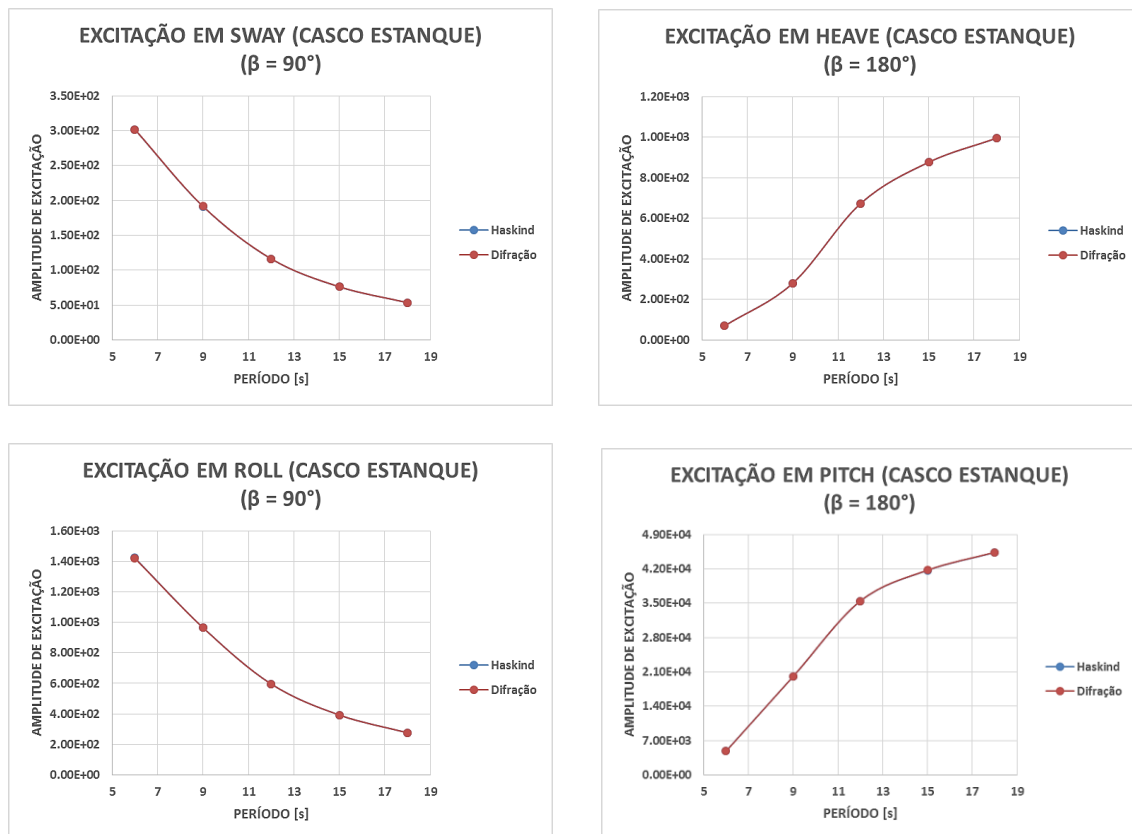 EXCITAÇÃO EM SWAY (CASCO ESTANQUE)
(β = 90°)
AMPLITUDE DE EXCITAÇÃO
3.50E+02
3.00E+02
2.50E+02
2.00E+02
1.50E+02
1.00E+02
5.00E+01
0.00E+00
5 7 9 11 13 15 17 19
PERÍODO [s]
Haskind
Difração
EXCITAÇÃO EM HEAVE (CASCO ESTANQUE)
(β = 180°)
AMPLITUDE DE EXCITAÇÃO
1.20E+03
1.00E+03
8.00E+02
6.00E+02
4.00E+02
2.00E+02
0.00E+00
5 7 9 11 13 15 17 19
PERÍODO [s]
Haskind
Difração
EXCITAÇÃO EM ROLL (CASCO ESTANQUE)
(β = 90°)
AMPLITUDE DE EXCITAÇÃO
1.60E+03
1.40E+03
1.20E+03
1.00E+03
8.00E+02
6.00E+02
4.00E+02
2.00E+02
0.00E+00
5 7 9 11 13 15 17 19
PERÍODO [s]
Haskind
Difração
EXCITAÇÃO EM PITCH (CASCO ESTANQUE)
(β = 180°)
AMPLITUDE DE EXCITAÇÃO
4.90E+04
4.20E+04
3.50E+04
2.80E+04
2.10E+04
1.40E+04
7.00E+03
0.00E+00
5 7 9 11 13 15 17 19
PERÍODO [s]
Haskind
Difração